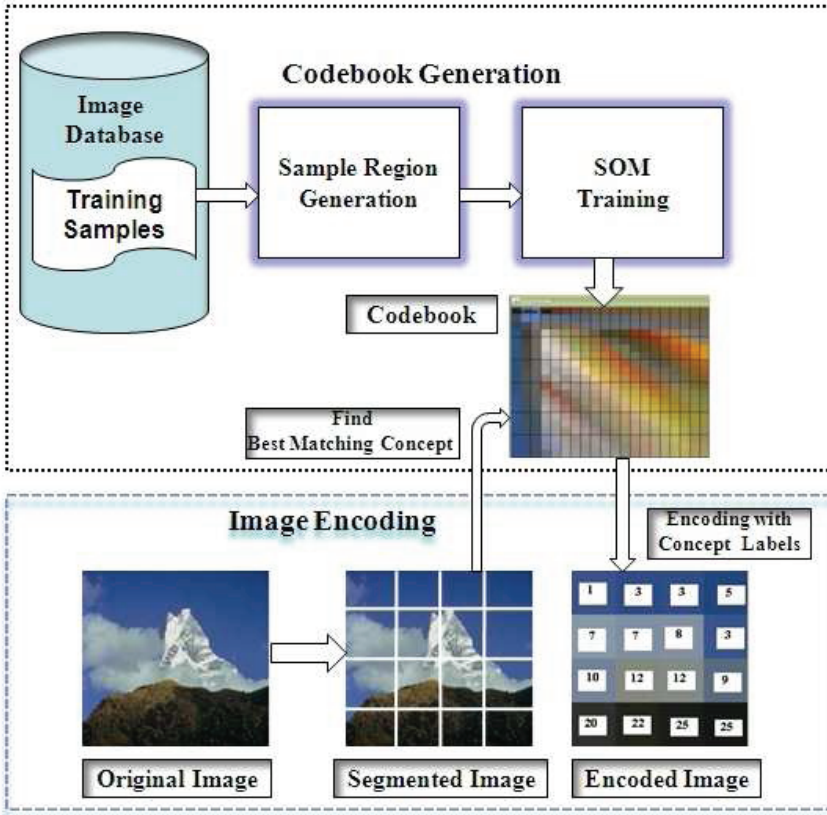 Codebook Generation
Image
Database
Training
Samples
Sample Region
Generation
SOM
Training
Codebook
Find
Best Matching Concept
Image Encoding
Encoding with
Concept Labels
1 3 3 5
7 7 8 3
10 12 12 9
20 22 25 25
Original Image
Segmented Image
Encoded Image